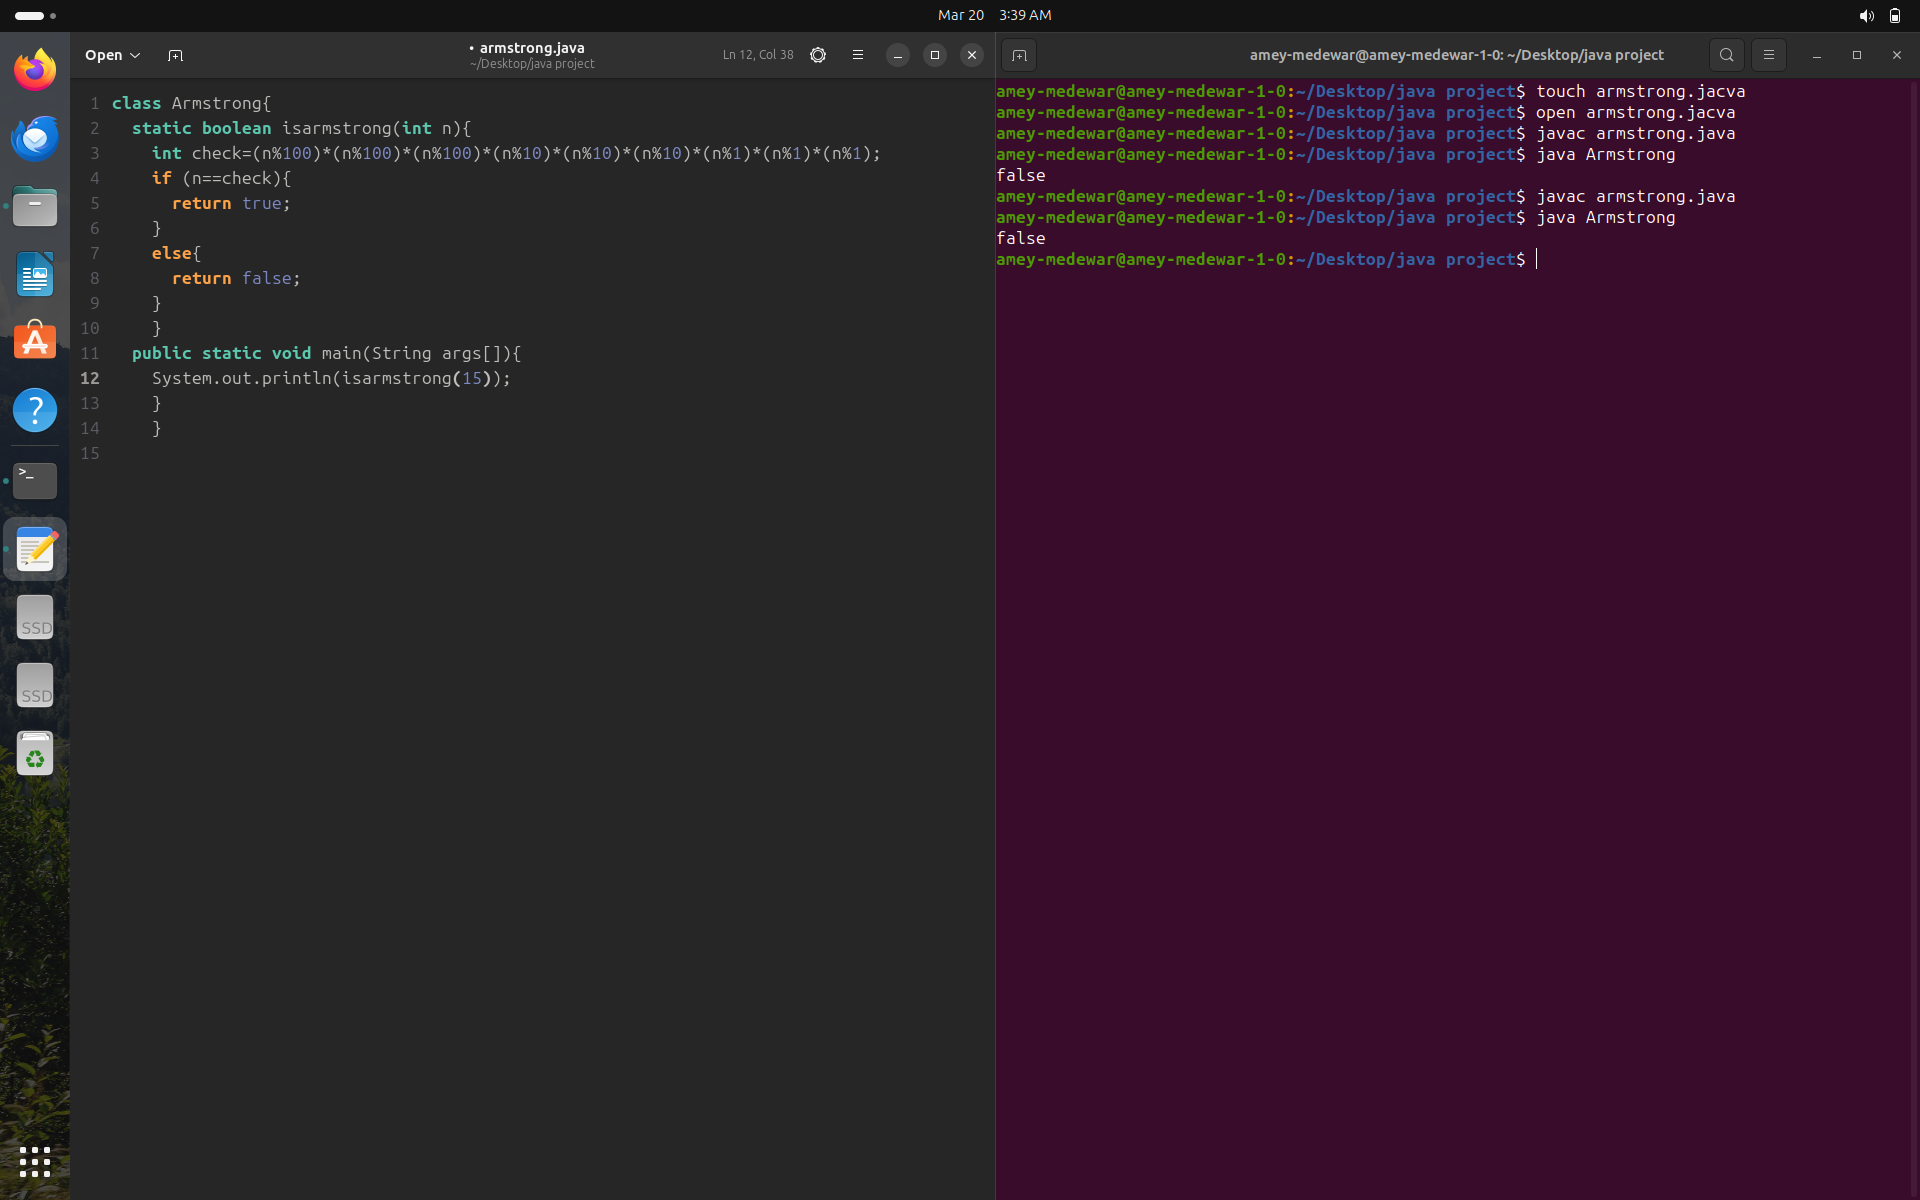 Mar 20 3:39 AM
Open
• armstrong.java
~/Desktop/java project
Ln 12, Col 38
1 class Armstrong{
2 static boolean isarmstrong(int n){
3 int check=(n%100)*(n%100)*(n%100)*(n%10)*(n%10)*(n%10)*(n%1)*(n%1)*(n%1);
4 if (n==check){
5 return true;
6 }
7 else{
8 return false;
9 }
10 }
11 public static void main(String args[]){
12 System.out.println(isarmstrong(15));
13 }
14 }
15
amey-medewar@amey-medewar-1-0: ~/Desktop/java project
amey-medewar@amey-medewar-1-0:~/Desktop/java project$ touch armstrong.jacva
amey-medewar@amey-medewar-1-0:~/Desktop/java project$ open armstrong.jacva
amey-medewar@amey-medewar-1-0:~/Desktop/java project$ javac armstrong.java
amey-medewar@amey-medewar-1-0:~/Desktop/java project$ java Armstrong
false
amey-medewar@amey-medewar-1-0:~/Desktop/java project$ javac armstrong.java
amey-medewar@amey-medewar-1-0:~/Desktop/java project$ java Armstrong
false
amey-medewar@amey-medewar-1-0:~/Desktop/java project$
A
?
>_
SSD
SSD